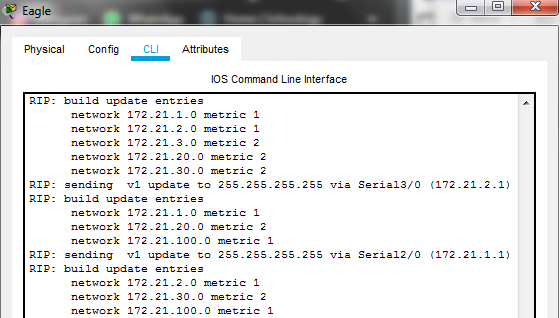 Eagle
Physical Config CLI Attributes
IOS Command Line Interface
RIP: build update entries
network 172.21.1.0 metric 1
network 172.21.2.0 metric 1
network 172.21.3.0 metric 2
network 172.21.20.0 metric 2
network 172.21.30.0 metric 2
RIP: sending  v1 update to 255.255.255.255 via Serial3/0 (172.21.2.1)
RIP: build update entries
network 172.21.1.0 metric 1
network 172.21.20.0 metric 2
network 172.21.100.0 metric 1
RIP: sending  v1 update to 255.255.255.255 via Serial2/0 (172.21.1.1)
RIP: build update entries
network 172.21.2.0 metric 1
network 172.21.30.0 metric 2
network 172.21.100.0 metric 1